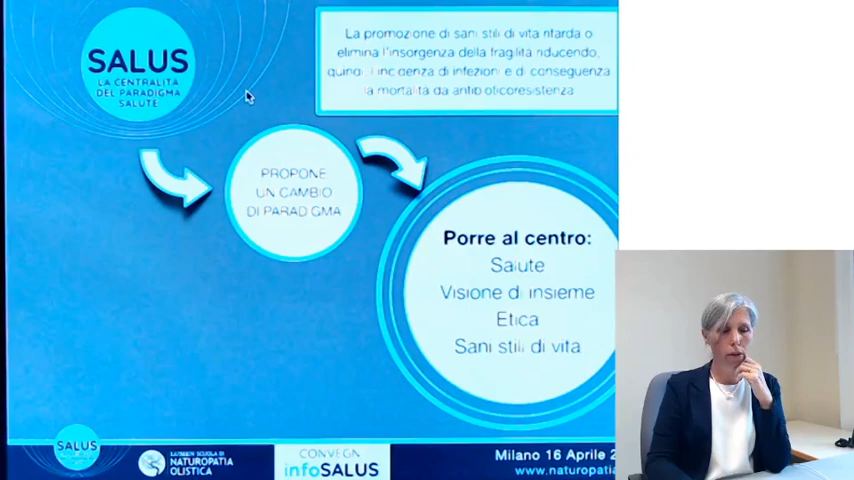 SALUS
LA CENTRALITÀ
DEL PARADIGMA
SALUTE
La promozione di sani stili di vita ritarda o
elimina l'insorgenza della fragilità riducendo,
quindi, l'incidenza di infezioni e di conseguenza
la mortalità da antibioticoresistenza
PROPONE
UN CAMBIO
DI PARADIGMA
Porre al centro:
Salute
Visione di insieme
Etica
Sani stili di vita
SALUS
SCUOLA DI
NATUROPATIA
OLISTICA
CONVEGN
infoSALUS
Milano 16 Aprile 2
www.naturopatia